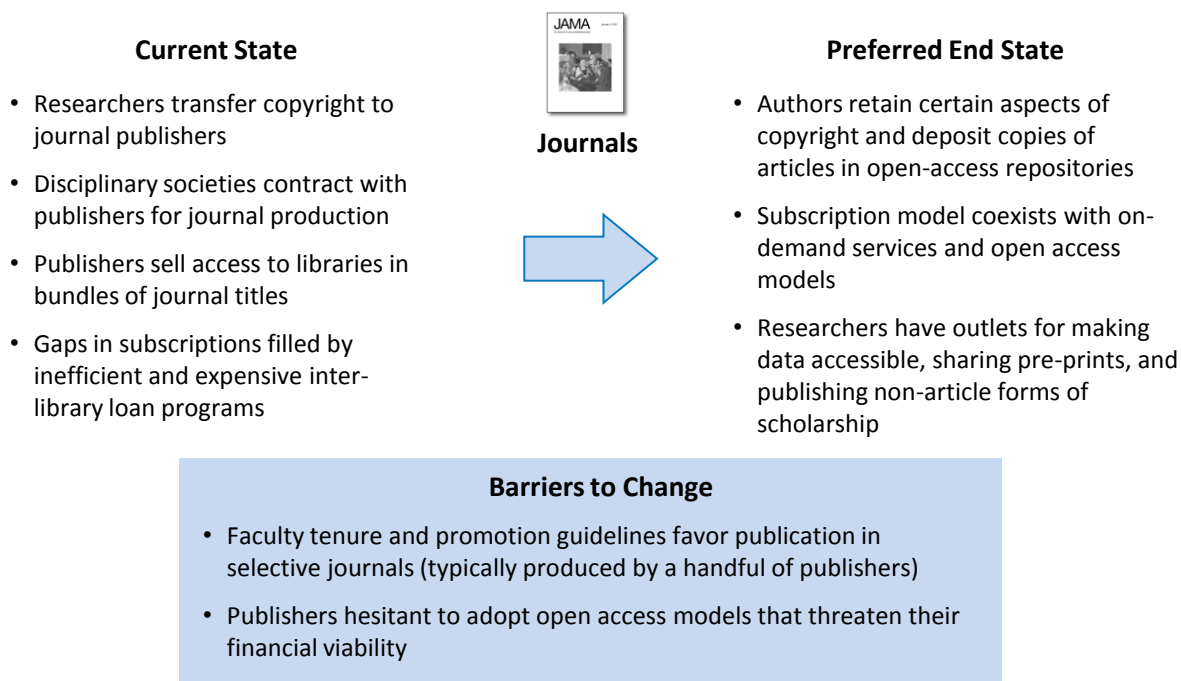 Current State
• Researchers transfer copyright to
journal publishers
• Disciplinary societies contract with
publishers for journal production
• Publishers sell access to libraries in
bundles of journal titles
• Gaps in subscriptions filled by
inefficient and expensive inter-
library loan programs
JAMA
Journals
Preferred End State
• Authors retain certain aspects of
copyright and deposit copies of
articles in open-access repositories
• Subscription model coexists with on-
demand services and open access
models
• Researchers have outlets for making
data accessible, sharing pre-prints, and
publishing non-article forms of
scholarship
Barriers to Change
• Faculty tenure and promotion guidelines favor publication in
selective journals (typically produced by a handful of publishers)
• Publishers hesitant to adopt open access models that threaten their
financial viability